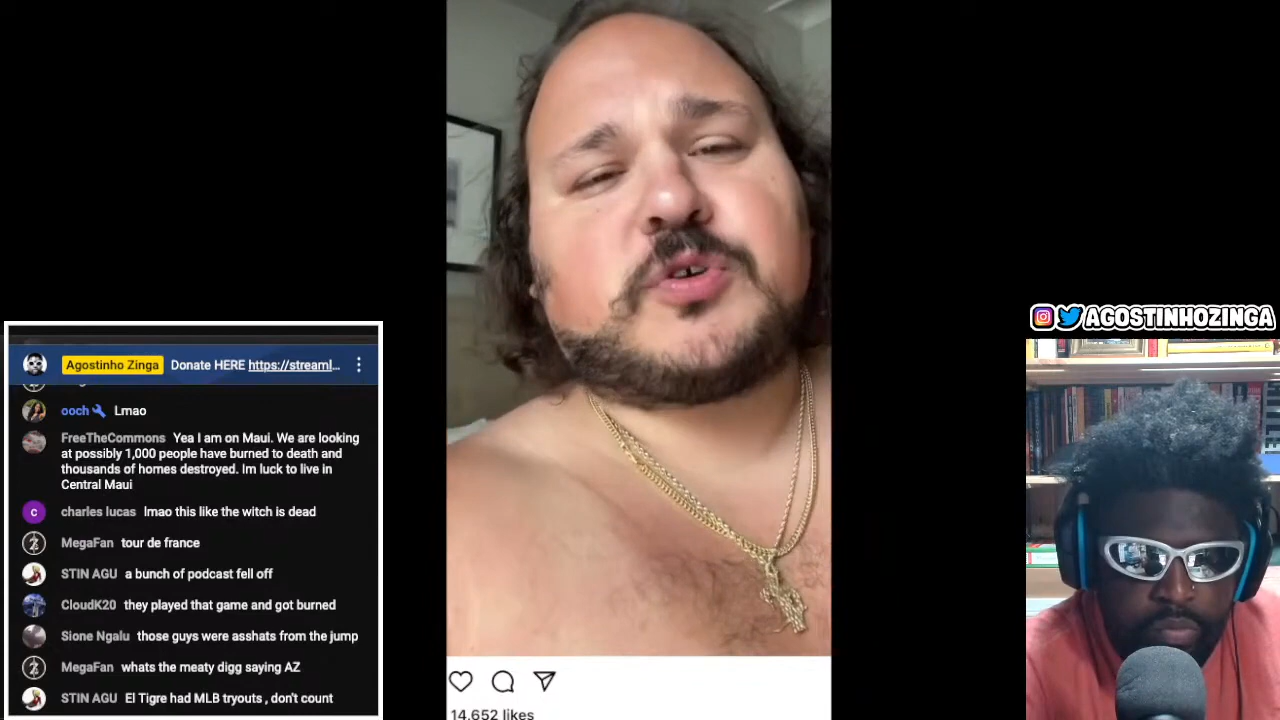 Agostinho Zinga Donate HERE https://streaml...
ooch Lmao
FreeTheCommons Yea I am on Maui. We are looking
at possibly 1,000 people have burned to death and
thousands of homes destroyed. Im luck to live in
Central Maui
charles lucas lmao this like the witch is dead
MegaFan tour de france
STIN AGU a bunch of podcast fell off
CloudK20 they played that game and got burned
Sione Ngalu those guys were asshats from the jump
MegaFan whats the meaty digg saying AZ
STIN AGU El Tigre had MLB tryouts , don't count
14,652 likes
AGOSTINHOZINGA